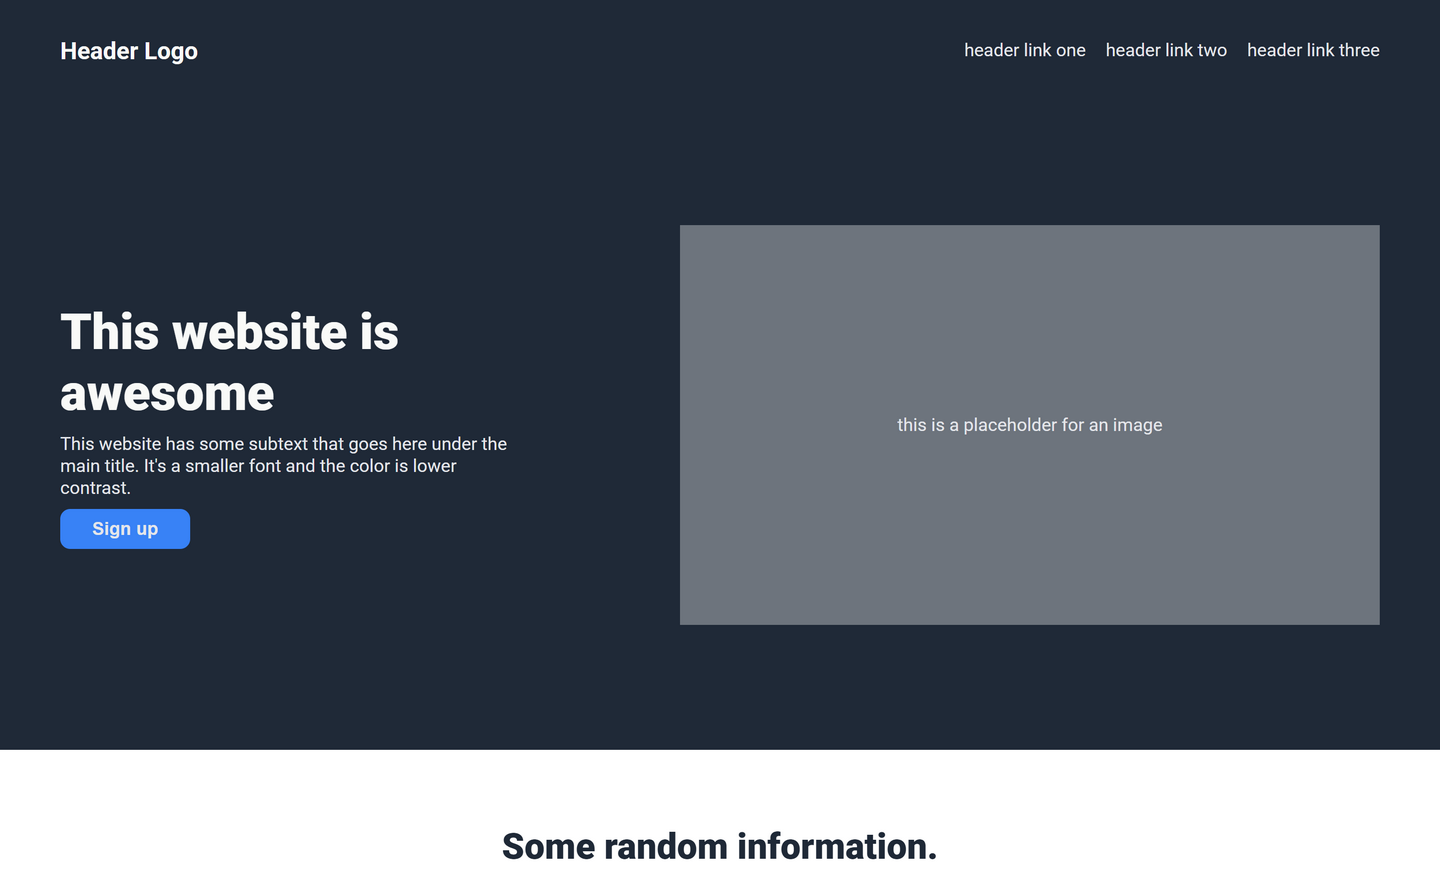 Header Logo
header link one header link two header link three
This website is
awesome
This website has some subtext that goes here under the
main title. It's a smaller font and the color is lower
contrast.
Sign up
this is a placeholder for an image
Some random information.